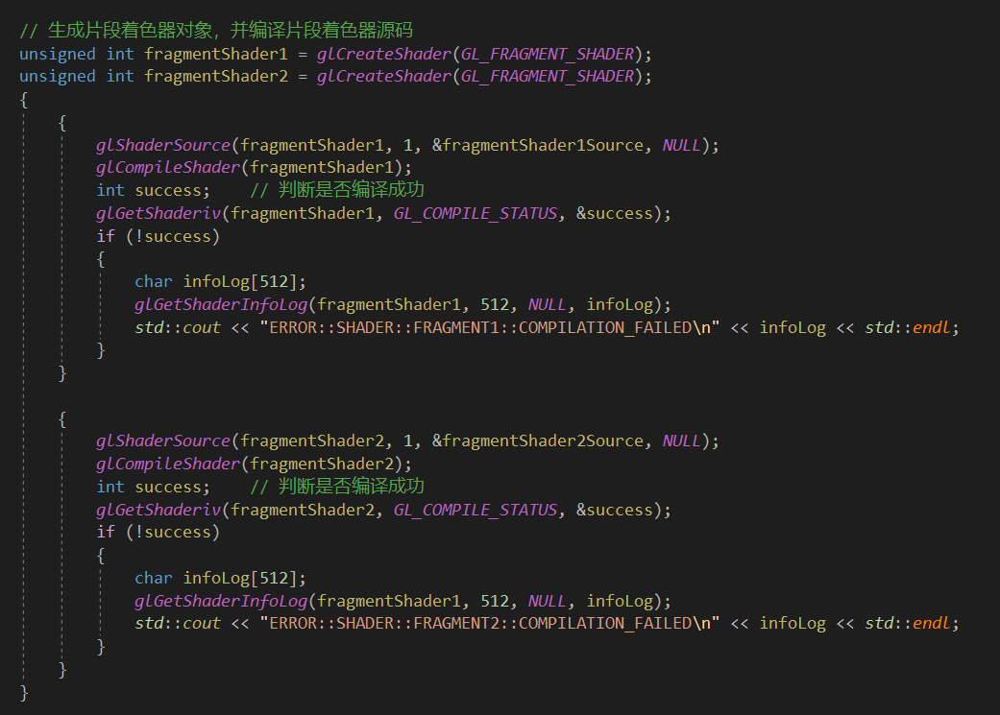 // 生成片段着色器对象，并编译片段着色器源码
unsigned int fragmentShader1 = glCreateShader(GL_FRAGMENT_SHADER);
unsigned int fragmentShader2 = glCreateShader(GL_FRAGMENT_SHADER);
{
    {
        glShaderSource(fragmentShader1, 1, &fragmentShader1Source, NULL);
        glCompileShader(fragmentShader1);
        int success;    // 判断是否编译成功
        glGetShaderiv(fragmentShader1, GL_COMPILE_STATUS, &success);
        if (!success)
        {
            char infoLog[512];
            glGetShaderInfoLog(fragmentShader1, 512, NULL, infoLog);
            std::cout << "ERROR::SHADER::FRAGMENT1::COMPILATION_FAILED\n" << infoLog << std::endl;
        }
    }

    {
        glShaderSource(fragmentShader2, 1, &fragmentShader2Source, NULL);
        glCompileShader(fragmentShader2);
        int success;    // 判断是否编译成功
        glGetShaderiv(fragmentShader2, GL_COMPILE_STATUS, &success);
        if (!success)
        {
            char infoLog[512];
            glGetShaderInfoLog(fragmentShader1, 512, NULL, infoLog);
            std::cout << "ERROR::SHADER::FRAGMENT2::COMPILATION_FAILED\n" << infoLog << std::endl;
        }
    }
}